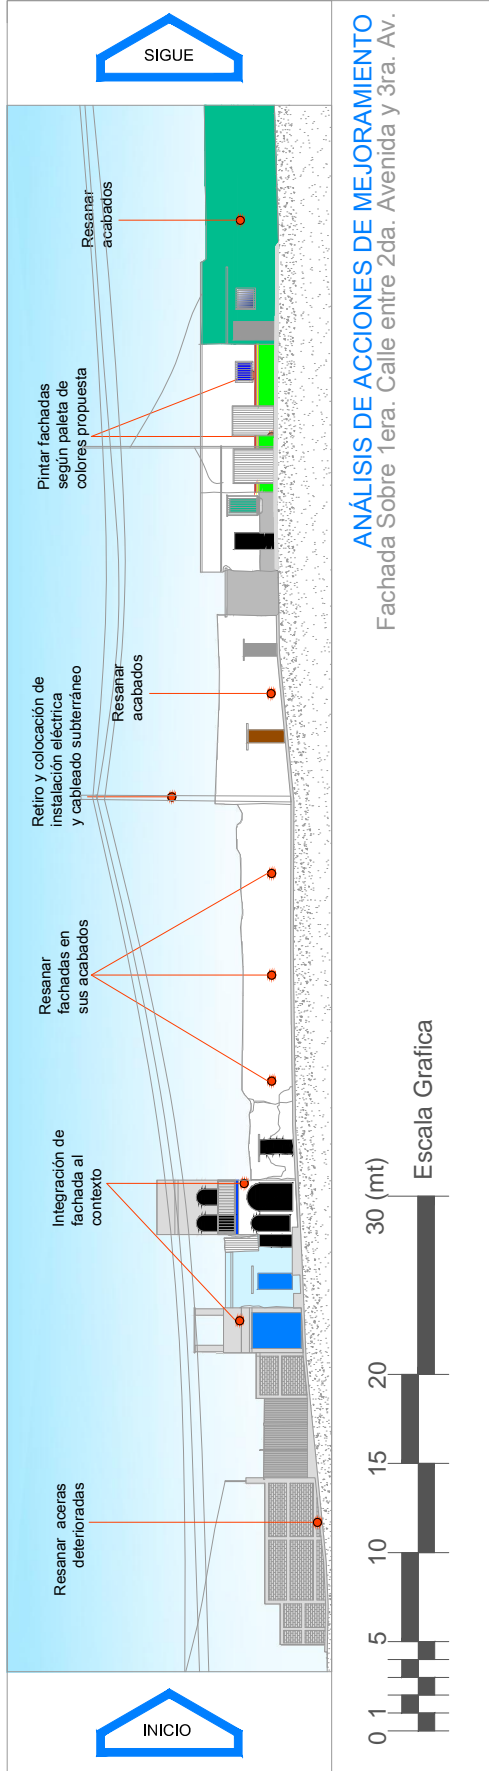 INICIO
Resanar aceras
deterioradas
Integración de
fachada al
contexto
Resanar
fachadas en
sus acabados
Retiro y colocación de
instalación eléctrica
y cableado subterráneo
Resanar
acabados
Pintar fachadas
según paleta de
colores propuesta
Resanar
acabados
SIGUE
0 1 5 10 15 20 30 (mt)
Escala Grafica
ANÁLISIS DE ACCIONES DE MEJORAMIENTO
Fachada Sobre 1era. Calle entre 2da. Avenida y 3ra. Av.